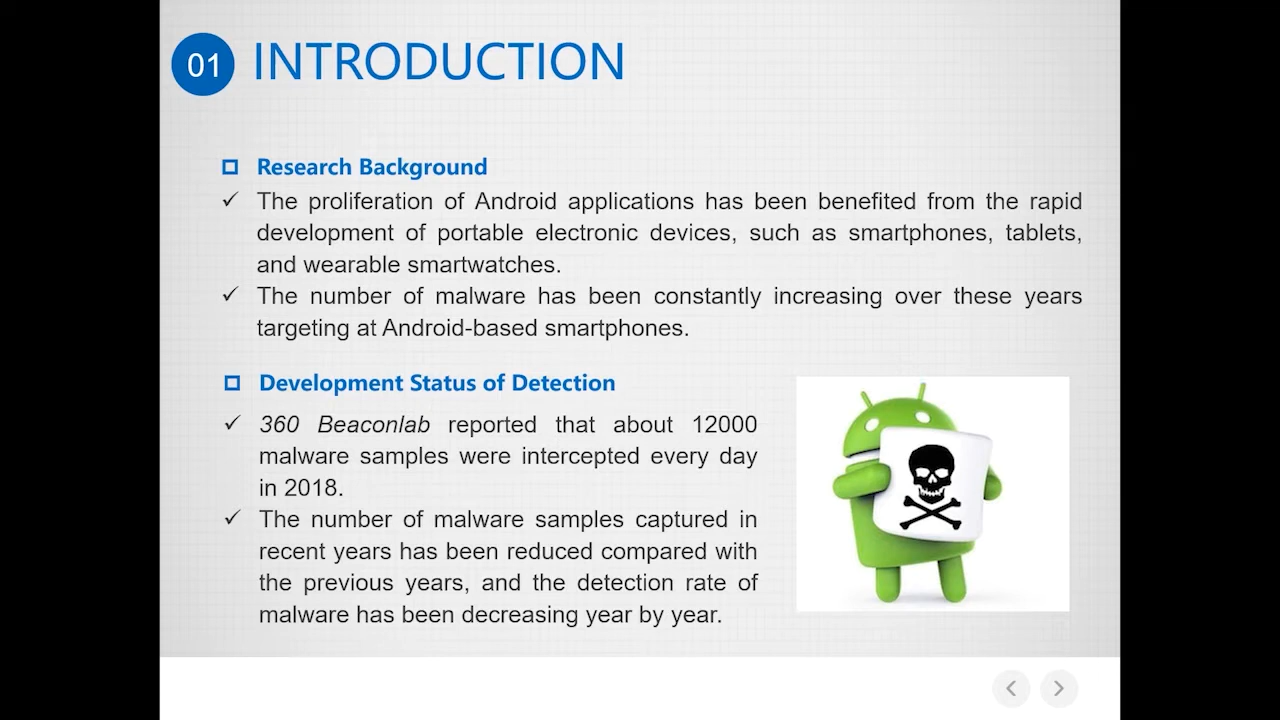 01 INTRODUCTION
Research Background
The proliferation of Android applications has been benefited from the rapid
development of portable electronic devices, such as smartphones, tablets,
and wearable smartwatches.
The number of malware has been constantly increasing over these years
targeting at Android-based smartphones.
Development Status of Detection
360 Beaconlab reported that about 12000
malware samples were intercepted every day
in 2018.
The number of malware samples captured in
recent years has been reduced compared with
the previous years, and the detection rate of
malware has been decreasing year by year.